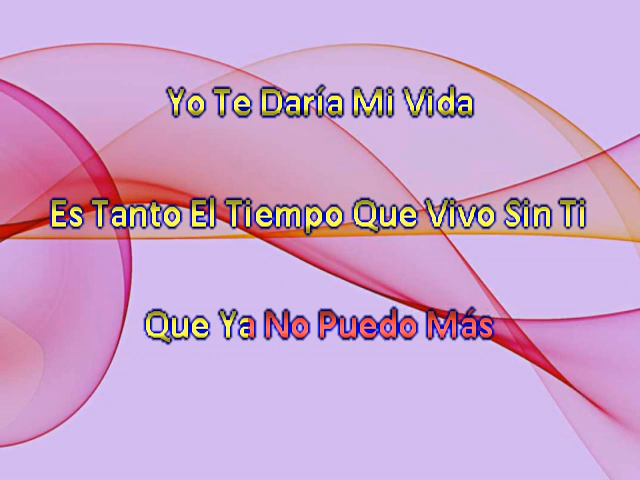 Yo Te Daría Mi Vida
Es Tanto El Tiempo Que Vivo Sin Ti
Que Ya No Puedo Más